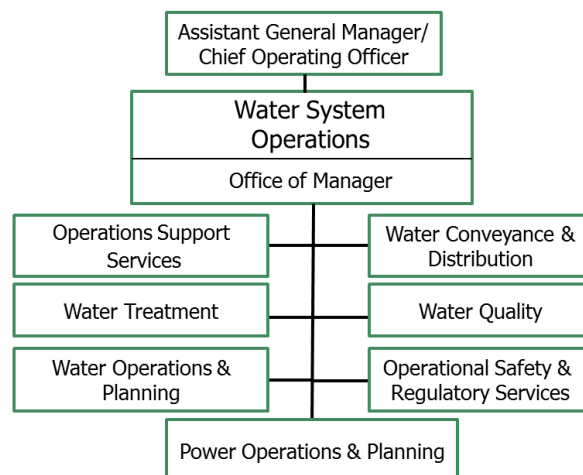 Assistant General Manager/
Chief Operating Officer
Water System
Operations
Office of Manager
Operations Support
Services
Water Conveyance &
Distribution
Water Treatment
Water Quality
Water Operations &
Planning
Operational Safety &
Regulatory Services
Power Operations & Planning